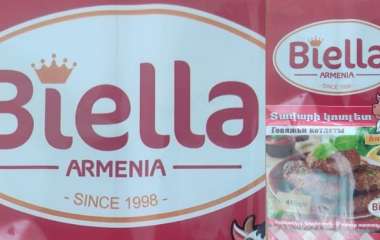 Biella
ARMENIA
- SINCE 1998 -
Biella
ARMENIA
SINCE 1998
Տավարի կոտլետ
Говяжьи котлеты